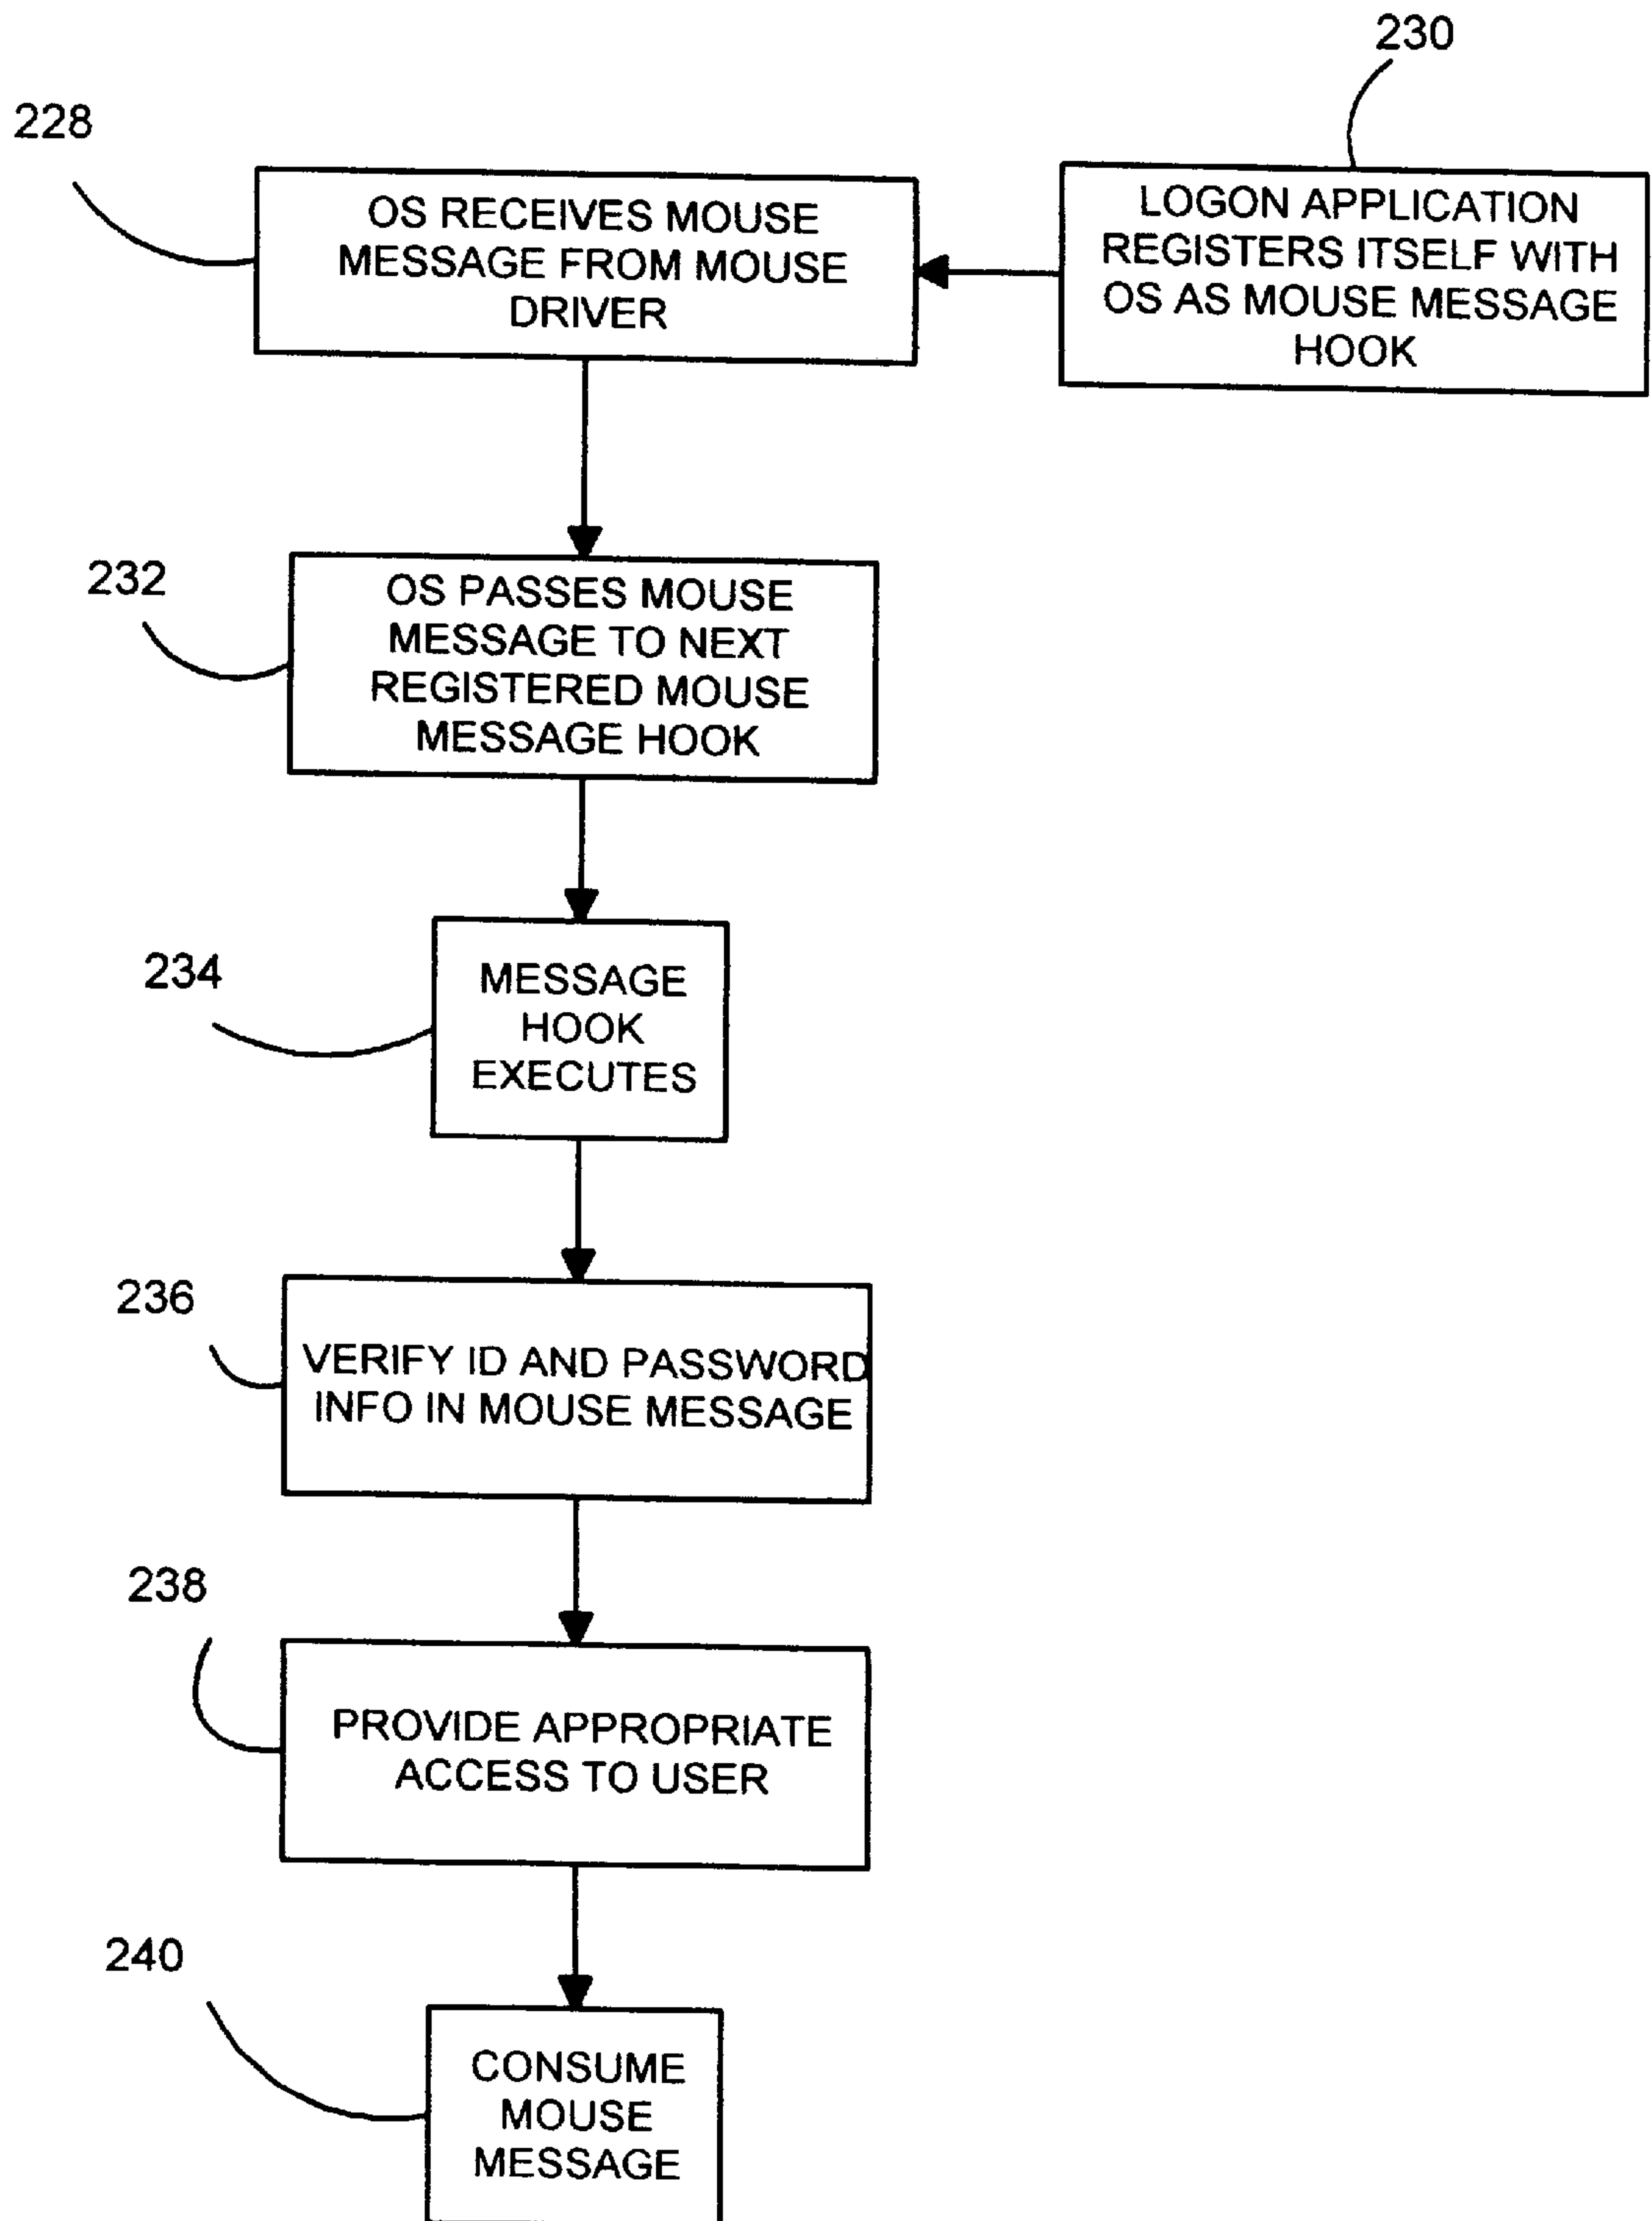 230
228
OS RECEIVES MOUSE
MESSAGE FROM MOUSE
DRIVER
LOGON APPLICATION
REGISTERS ITSELF WITH
OS AS MOUSE MESSAGE
HOOK
232
OS PASSES MOUSE
MESSAGE TO NEXT
REGISTERED MOUSE
MESSAGE HOOK
234
MESSAGE
HOOK
EXECUTES
236
VERIFY ID AND PASSWORD
INFO IN MOUSE MESSAGE
238
PROVIDE APPROPRIATE
ACCESS TO USER
240
CONSUME
MOUSE
MESSAGE